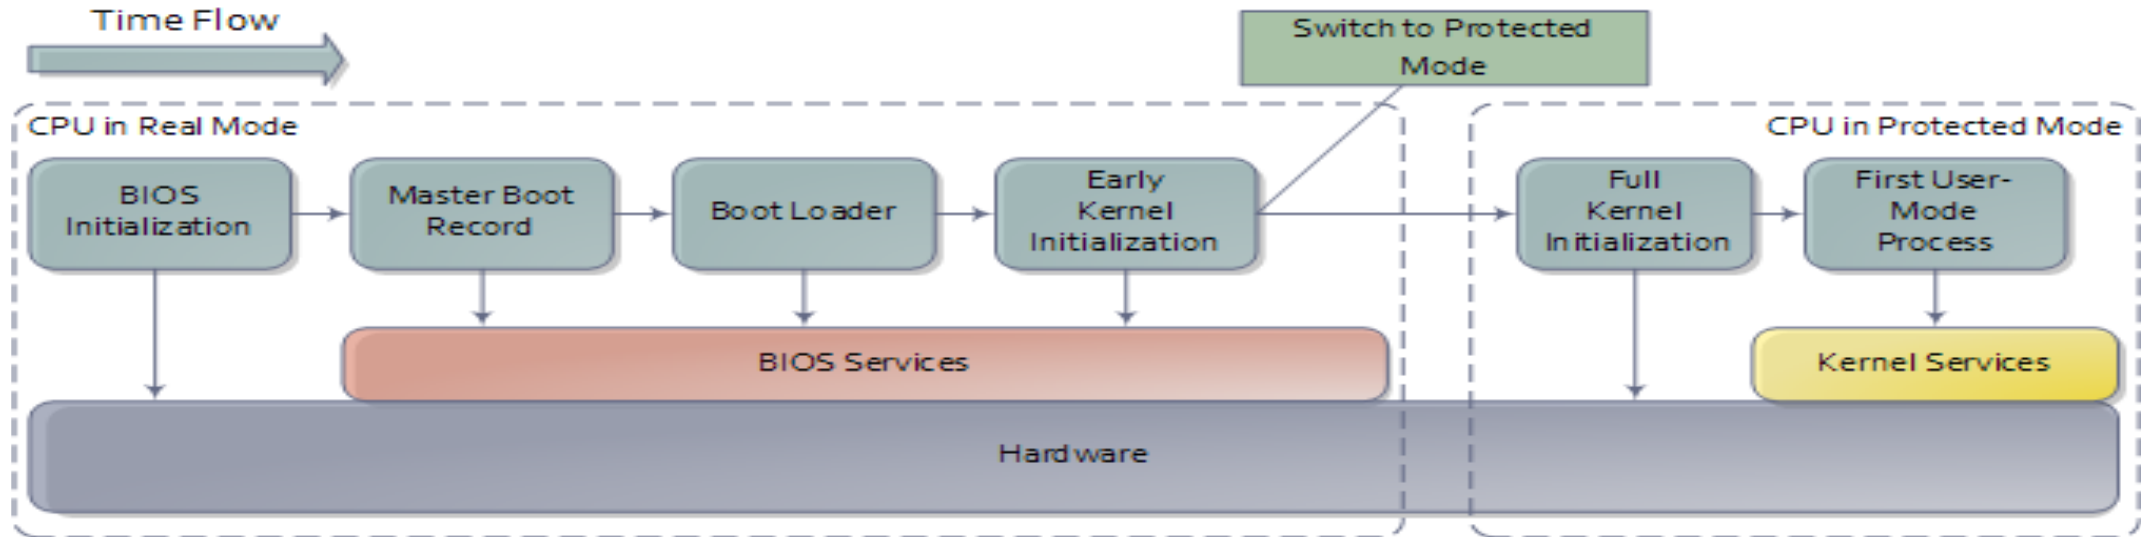 Time Flow
Switch to Protected
Mode
CPU in Real Mode
CPU in Protected Mode
BIOS
Initialization
Master Boot
Record
Boot Loader
Early
Kernel
Initialization
Full
Kernel
Initialization
First User-
Mode
Process
BIOS Services
Kernel Services
Hardware